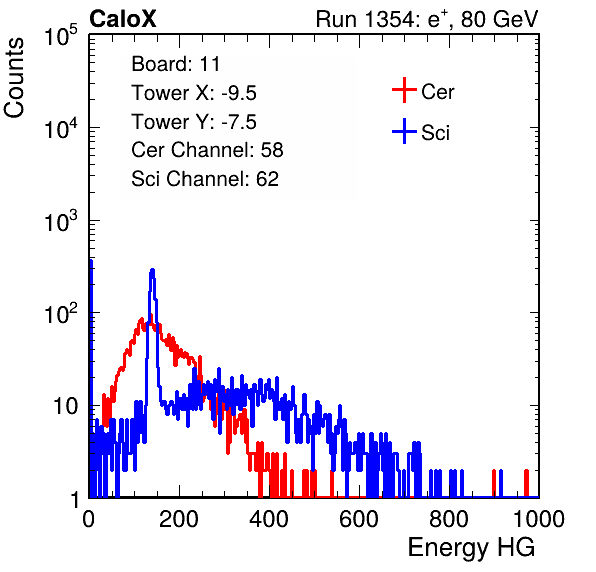 CaloX Run 1354: e+, 80 GeV
Counts
Board: 11
Tower X: -9.5
Tower Y: -7.5
Cer Channel: 58
Sci Channel: 62
Cer
Sci
10^5
10^4
10^3
10^2
10
1
0 200 400 600 800 1000
Energy HG